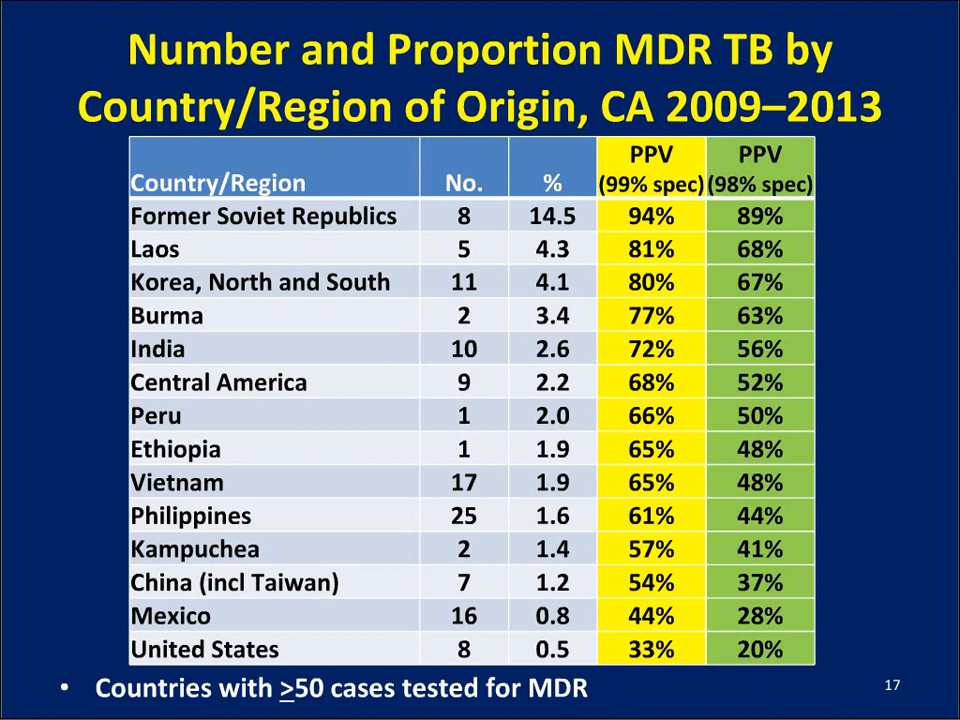 Number and Proportion MDR TB by
Country/Region of Origin, CA 2009–2013
Country/Region No. % PPV (99% spec) PPV (98% spec)
Former Soviet Republics 8 14.5 94% 89%
Laos 5 4.3 81% 68%
Korea, North and South 11 4.1 80% 67%
Burma 2 3.4 77% 63%
India 10 2.6 72% 56%
Central America 9 2.2 68% 52%
Peru 1 2.0 66% 50%
Ethiopia 1 1.9 65% 48%
Vietnam 17 1.9 65% 48%
Philippines 25 1.6 61% 44%
Kampuchea 2 1.4 57% 41%
China (incl Taiwan) 7 1.2 54% 37%
Mexico 16 0.8 44% 28%
United States 8 0.5 33% 20%
• Countries with >50 cases tested for MDR
17